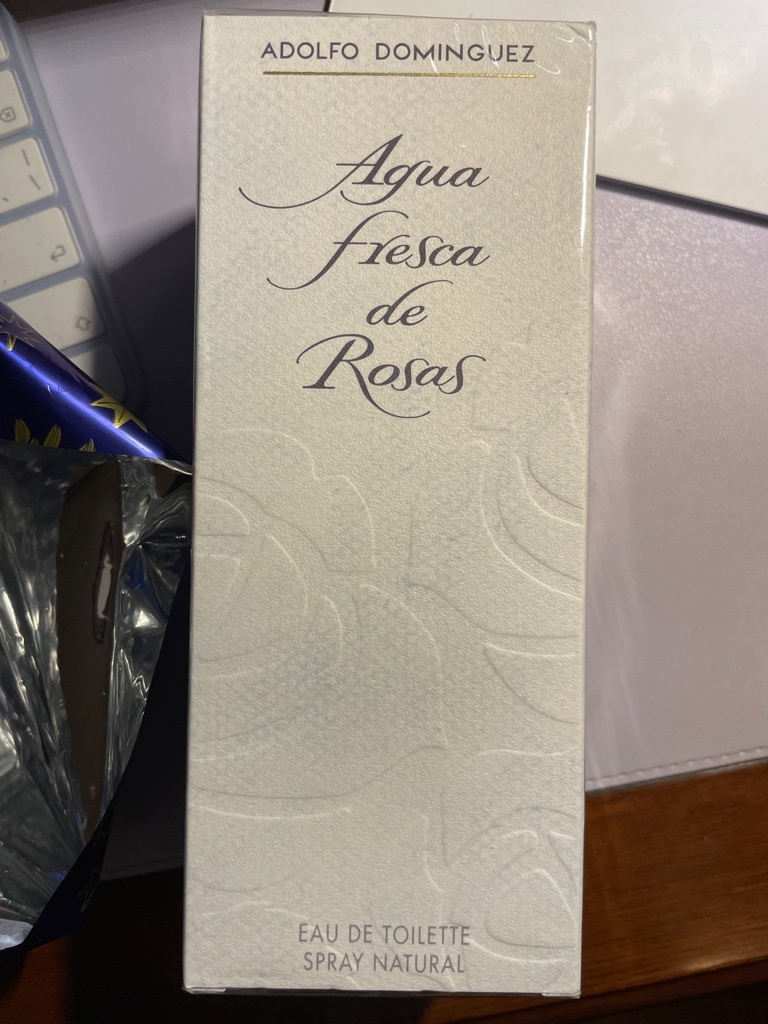 ADOLFO DOMINGUEZ
Agua
fresca
de
Rosas
EAU DE TOILETTE
SPRAY NATURAL